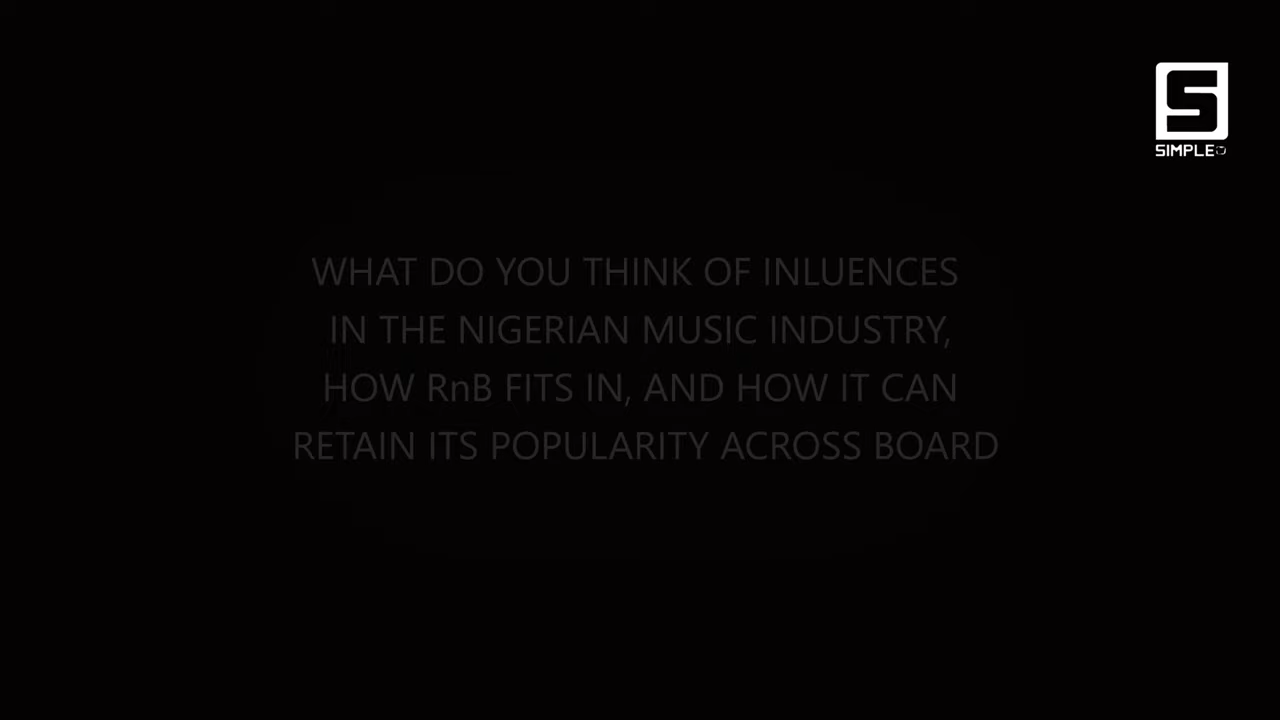 S
SIMPLE
WHAT DO YOU THINK OF INLUENCES
IN THE NIGERIAN MUSIC INDUSTRY,
HOW RnB FITS IN, AND HOW IT CAN
RETAIN ITS POPULARITY ACROSS BOARD